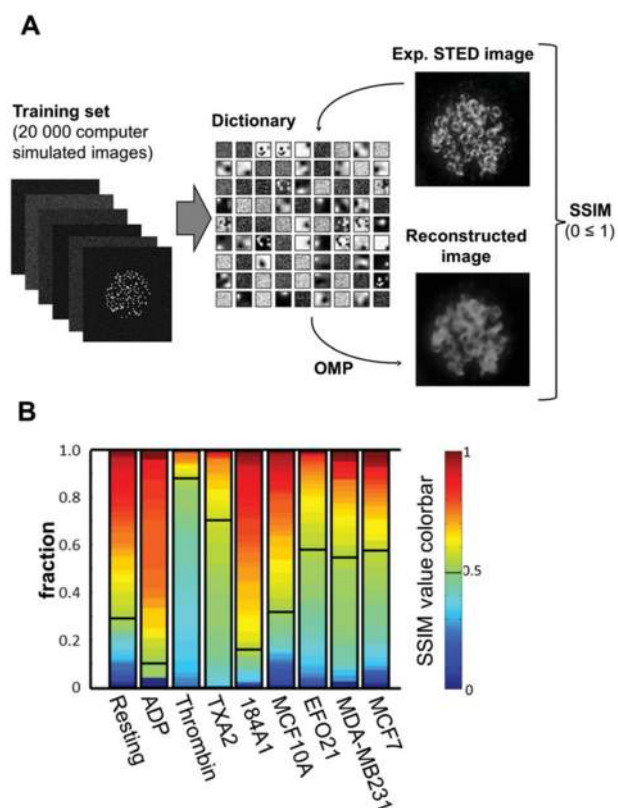 A
Training set
(20 000 computer
simulated images)
Dictionary
Exp. STED image
SSIM
(0 ≤ 1)
Reconstructed
image
OMP
B
fraction
1.0
0.8
0.6
0.4
0.2
0
Resting
ADP
Thrombin
TXA2
184A1
MCF10A
EFO21
MDA-MB231
MCF7
1
0.5
0
SSIM value colorbar